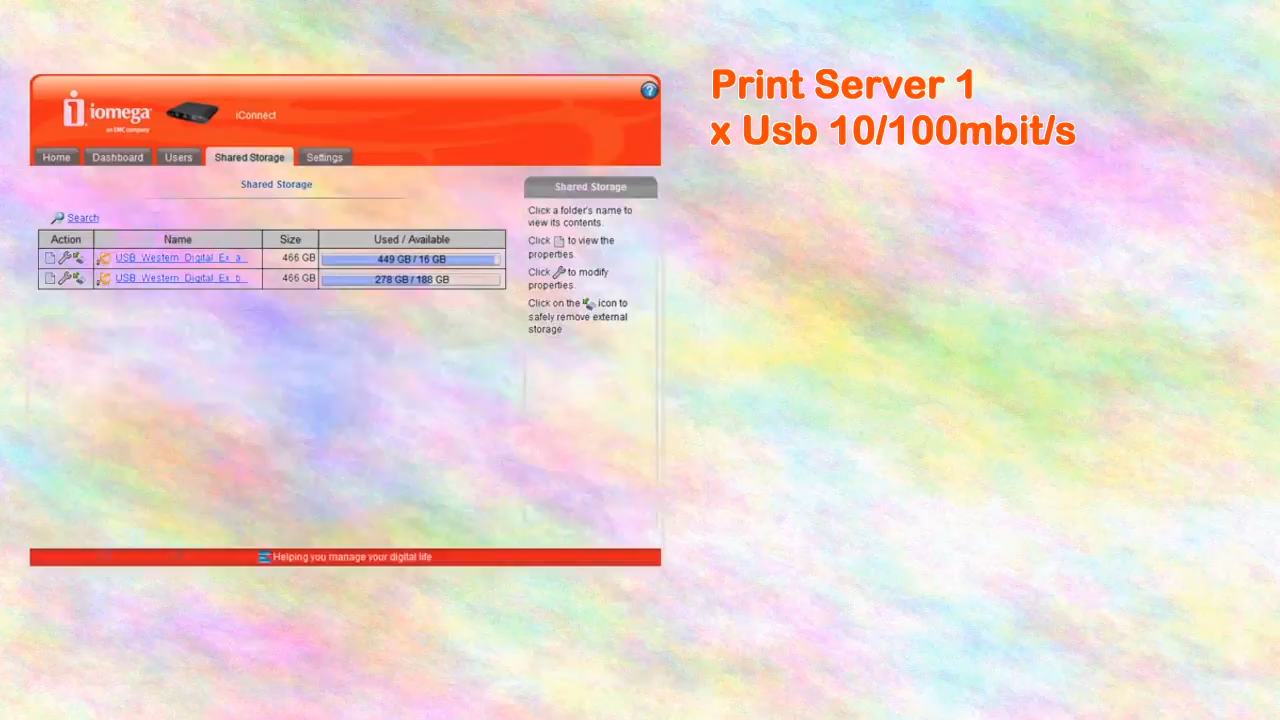 Print Server 1
x Usb 10/100mbit/s
iomega
an EMC company
iConnect
?
Home Dashboard Users Shared Storage Settings
Shared Storage
Search
Action Name Size Used / Available
USB_Western_Digital_Ex_a_ 466 GB 449 GB / 16 GB
USB_Western_Digital_Ex_b_ 466 GB 278 GB / 188 GB
Shared Storage
Click a folder's name to
view its contents.
Click to view the
properties.
Click to modify
properties.
Click on the icon to
safely remove external
storage
Helping you manage your digital life